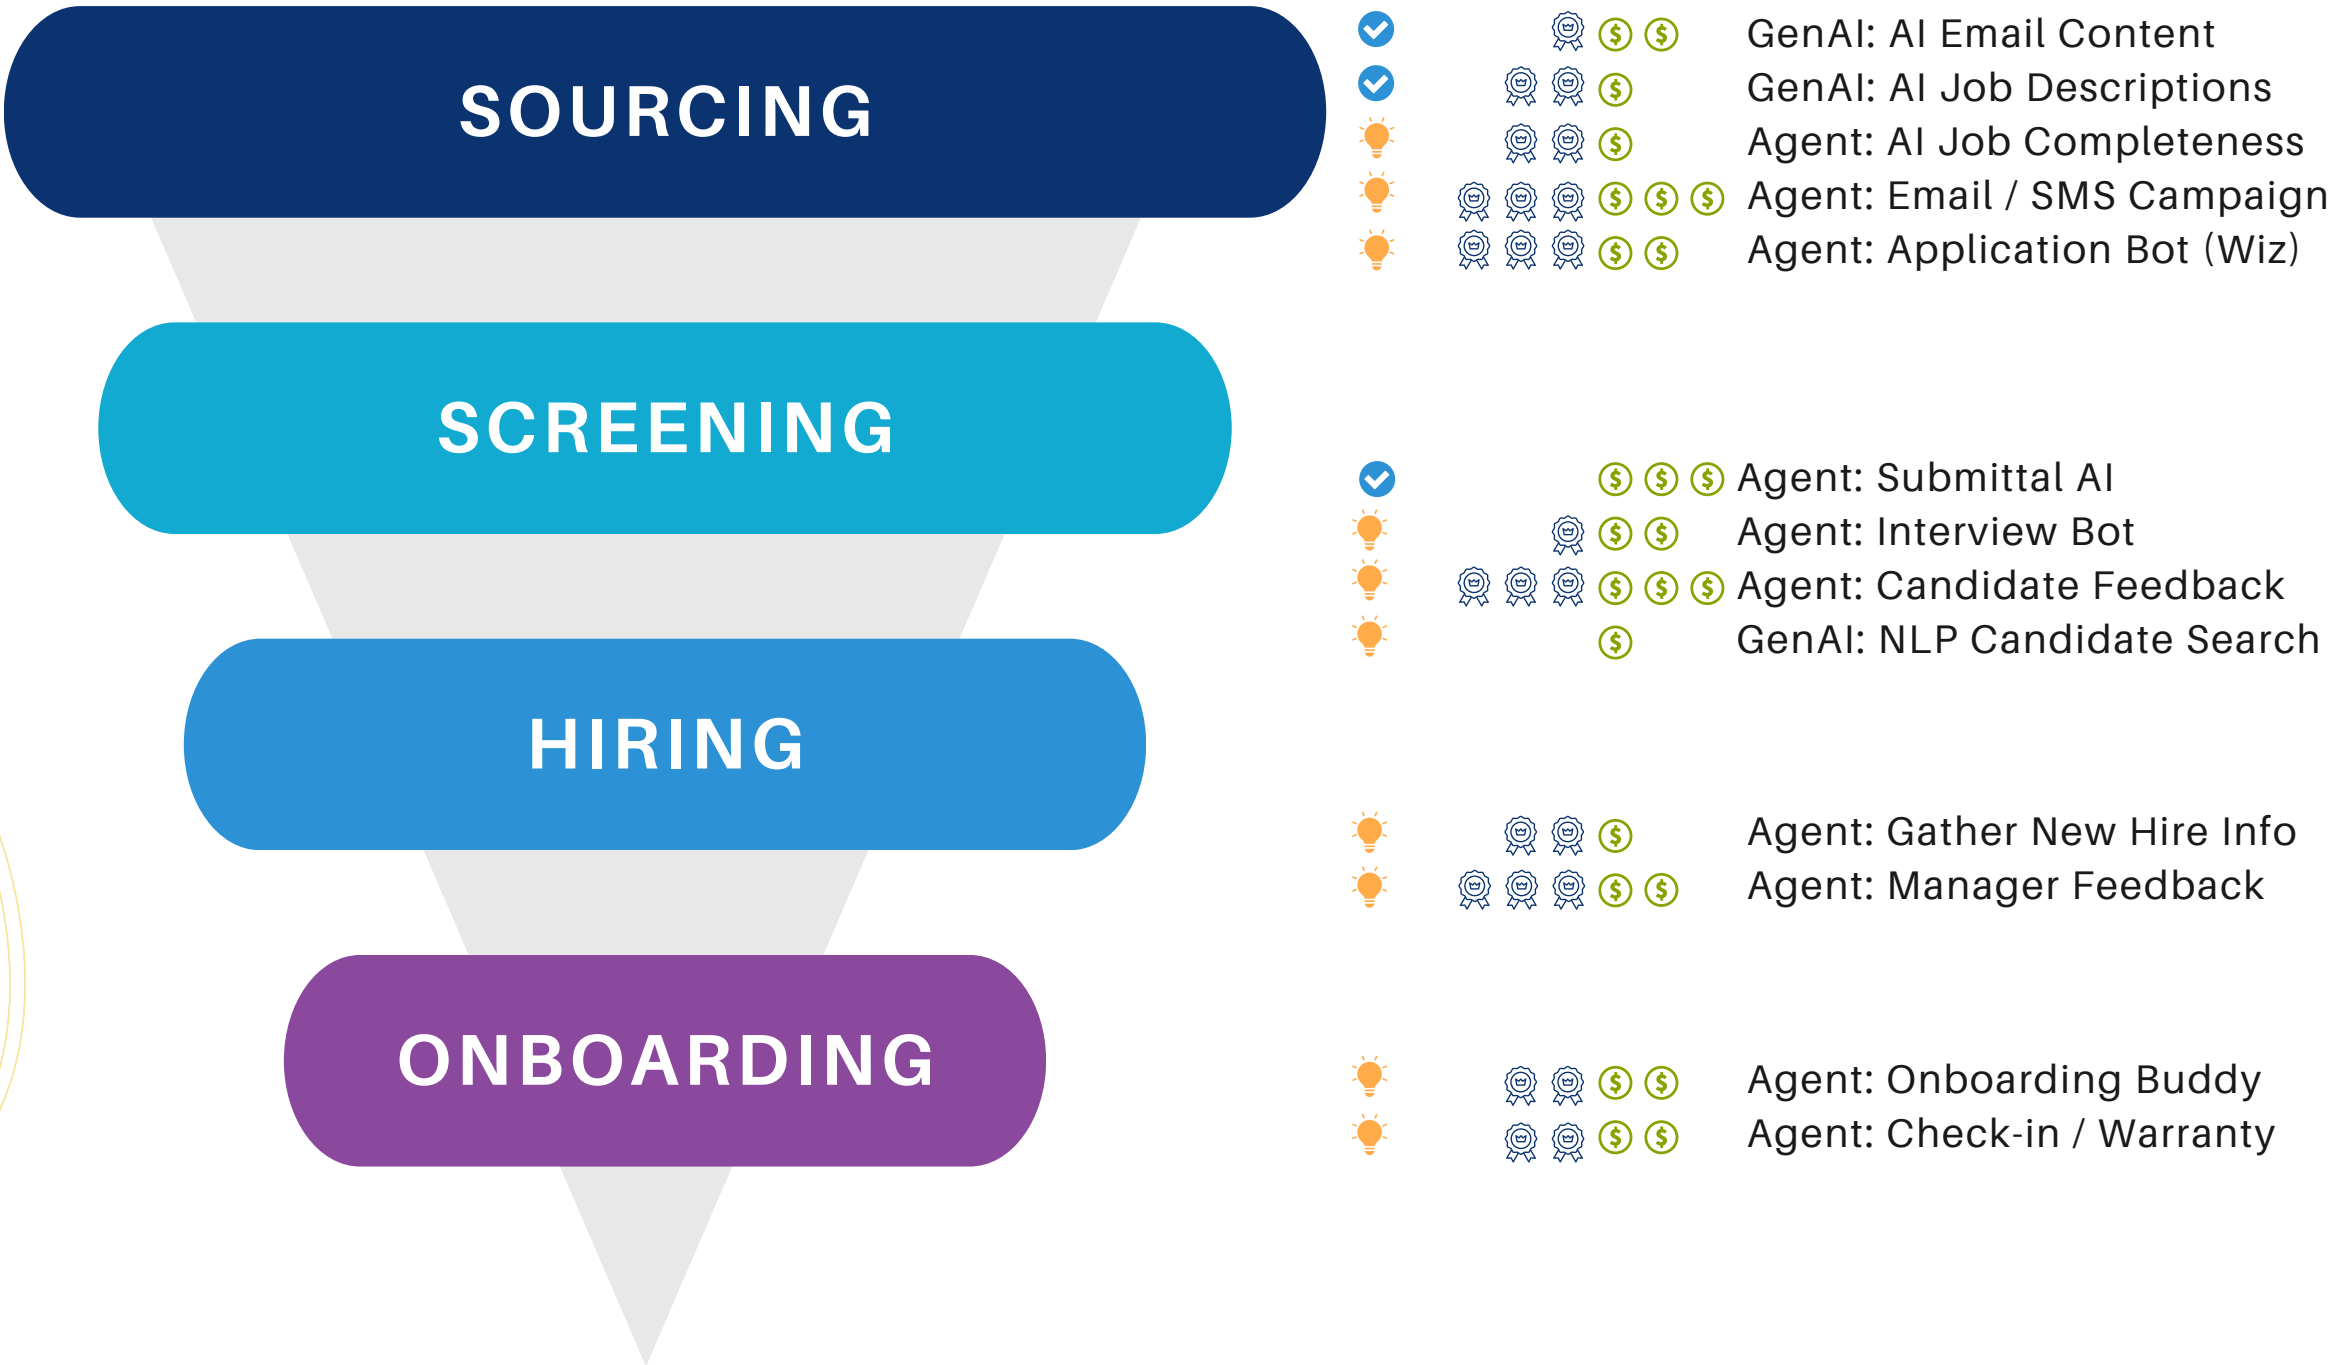 SOURCING
GenAI: AI Email Content
GenAI: AI Job Descriptions
Agent: AI Job Completeness
Agent: Email / SMS Campaign
Agent: Application Bot (Wiz)
SCREENING
Agent: Submittal AI
Agent: Interview Bot
Agent: Candidate Feedback
GenAI: NLP Candidate Search
HIRING
Agent: Gather New Hire Info
Agent: Manager Feedback
ONBOARDING
Agent: Onboarding Buddy
Agent: Check-in / Warranty